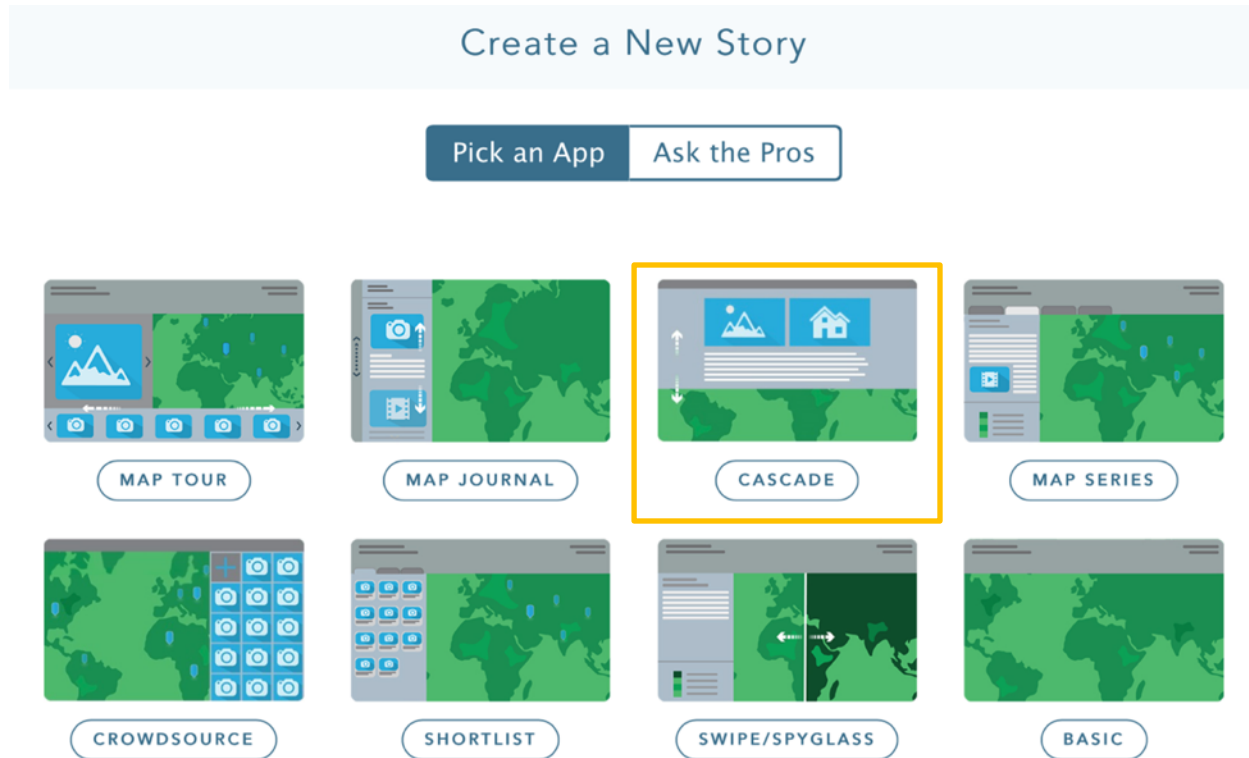 Create a New Story
Pick an App
Ask the Pros
MAP TOUR
MAP JOURNAL
CASCADE
MAP SERIES
CROWDSOURCE
SHORTLIST
SWIPE/SPYGLASS
BASIC